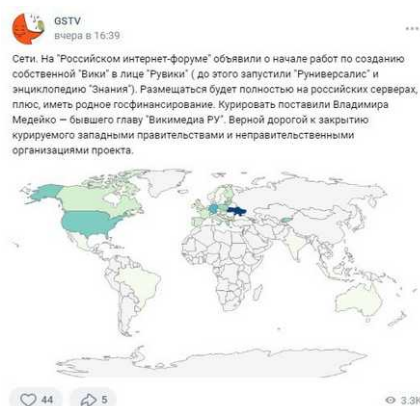 GSTV
вчера в 16:39
Сети. На "Российском интернет-форуме" объявили о начале работ по созданию
собственной "Вики" в лице "Рувики" ( до этого запустили "Руниверсалис" и
энциклопедию "Знания"). Размещаться будет полностью на российских серверах,
плюс, иметь родное госфинансирование. Курировать поставили Владимира
Медейко — бывшего главу "Викимедиа РУ". Верной дорогой к закрытию
курируемого западными правительствами и неправительственными
организациями проекта.
44
5
3.3K